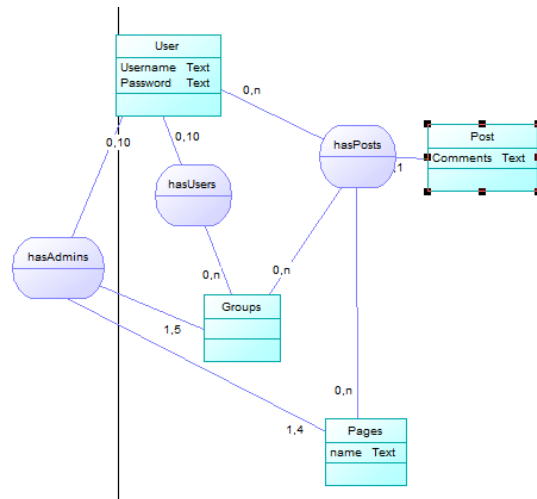 User
Username Text
Password Text
0,n
0,10
0,10
hasPosts
Post
Comments Text
,1
hasUsers
hasAdmins
0,n
0,n
Groups
1,5
0,n
1,4
Pages
name Text